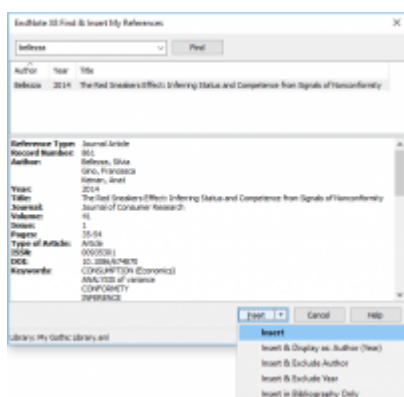 EndNote X8 Find & Insert My References
bellezza
Find
Author Year Title
Bellezza 2014 The Red Sneakers Effect: Inferring Status and Competence from Signals of Nonconformity
Reference Type: Journal Article
Record Number: 861
Author: Bellezza, Silvia
Gino, Francesca
Keinan, Anat
Year: 2014
Title: The Red Sneakers Effect: Inferring Status and Competence from Signals of Nonconformity
Journal: Journal of Consumer Research
Volume: 41
Issue: 1
Pages: 35-54
Type of Article: Article
ISSN: 00935301
DOI: 10.1086/674870
Keywords: CONSUMPTION (Economics)
ANALYSIS of variance
CONFORMITY
INFERENCE
Insert Cancel Help
Library: My Gothic Library.enl
Insert
Insert & Display as: Author (Year)
Insert & Exclude Author
Insert & Exclude Year
Insert in Bibliography Only